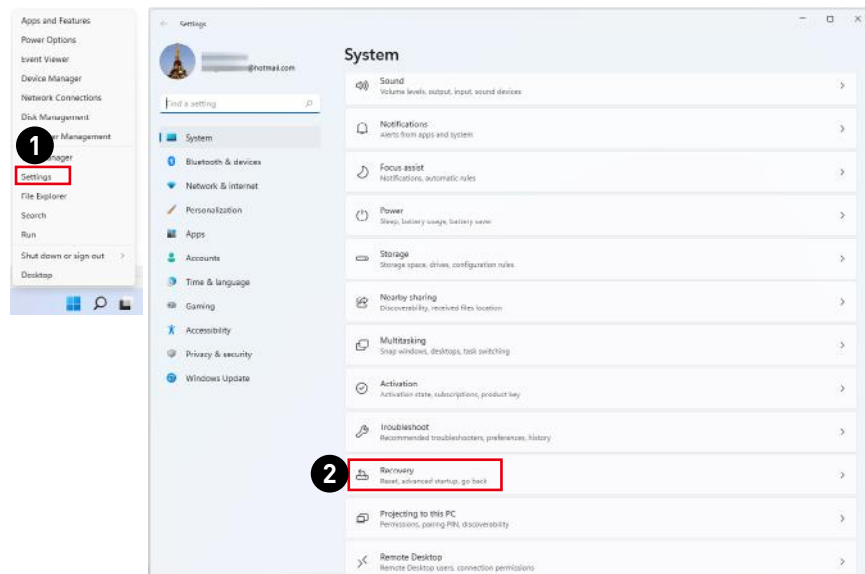 Apps and Features
Power Options
Event Viewer
Device Manager
Network Connections
Disk Management
Management
1
Settings
File Explorer
Search
Run
Shut down or sign out
Desktop
Settings
@hotmail.com
Find a setting
System
Bluetooth & devices
Network & internet
Personalization
Apps
Accounts
Time & language
Gaming
Accessibility
Privacy & security
Windows Update
System
Sound
Volume levels, output, input, sound devices
Notifications
Alerts from apps and system
Focus assist
Notifications, automatic rules
Power
Sleep, battery usage, battery saver
Storage
Storage space, drives, configuration rules
Nearby sharing
Discoverability, received files location
Multitasking
Snap windows, desktops, task switching
Activation
Activation state, subscriptions, product key
Troubleshoot
Recommended troubleshooters, preferences, history
2
Recovery
Reset, advanced startup, go back
Projecting to this PC
Permissions, pairing PIN, discoverability
Remote Desktop
Remote Desktop users, connection permissions